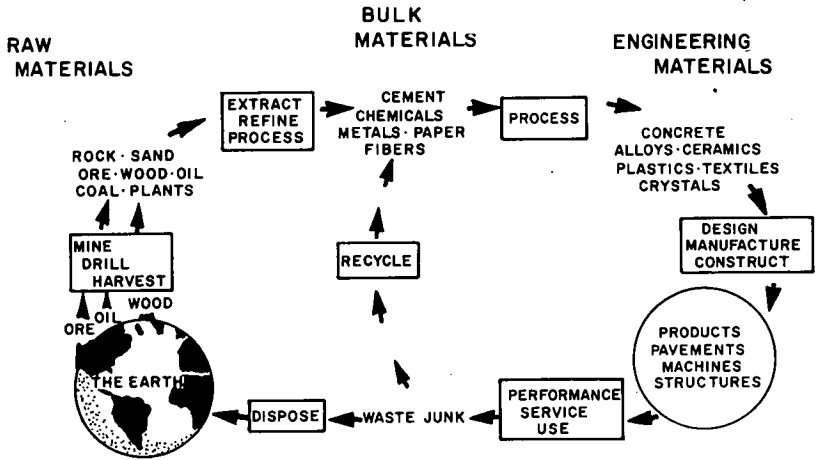 RAW
MATERIALS
BULK
MATERIALS
ENGINEERING
MATERIALS
EXTRACT
REFINE
PROCESS
CEMENT
CHEMICALS
METALS · PAPER
FIBERS
PROCESS
CONCRETE
ALLOYS · CERAMICS
PLASTICS · TEXTILES
CRYSTALS
ROCK · SAND
ORE · WOOD · OIL
COAL · PLANTS
MINE
DRILL
HARVEST
RECYCLE
DESIGN
MANUFACTURE
CONSTRUCT
ORE
OIL
WOOD
THE EARTH
PRODUCTS
PAVEMENTS
MACHINES
STRUCTURES
PERFORMANCE
SERVICE
USE
WASTE JUNK
DISPOSE